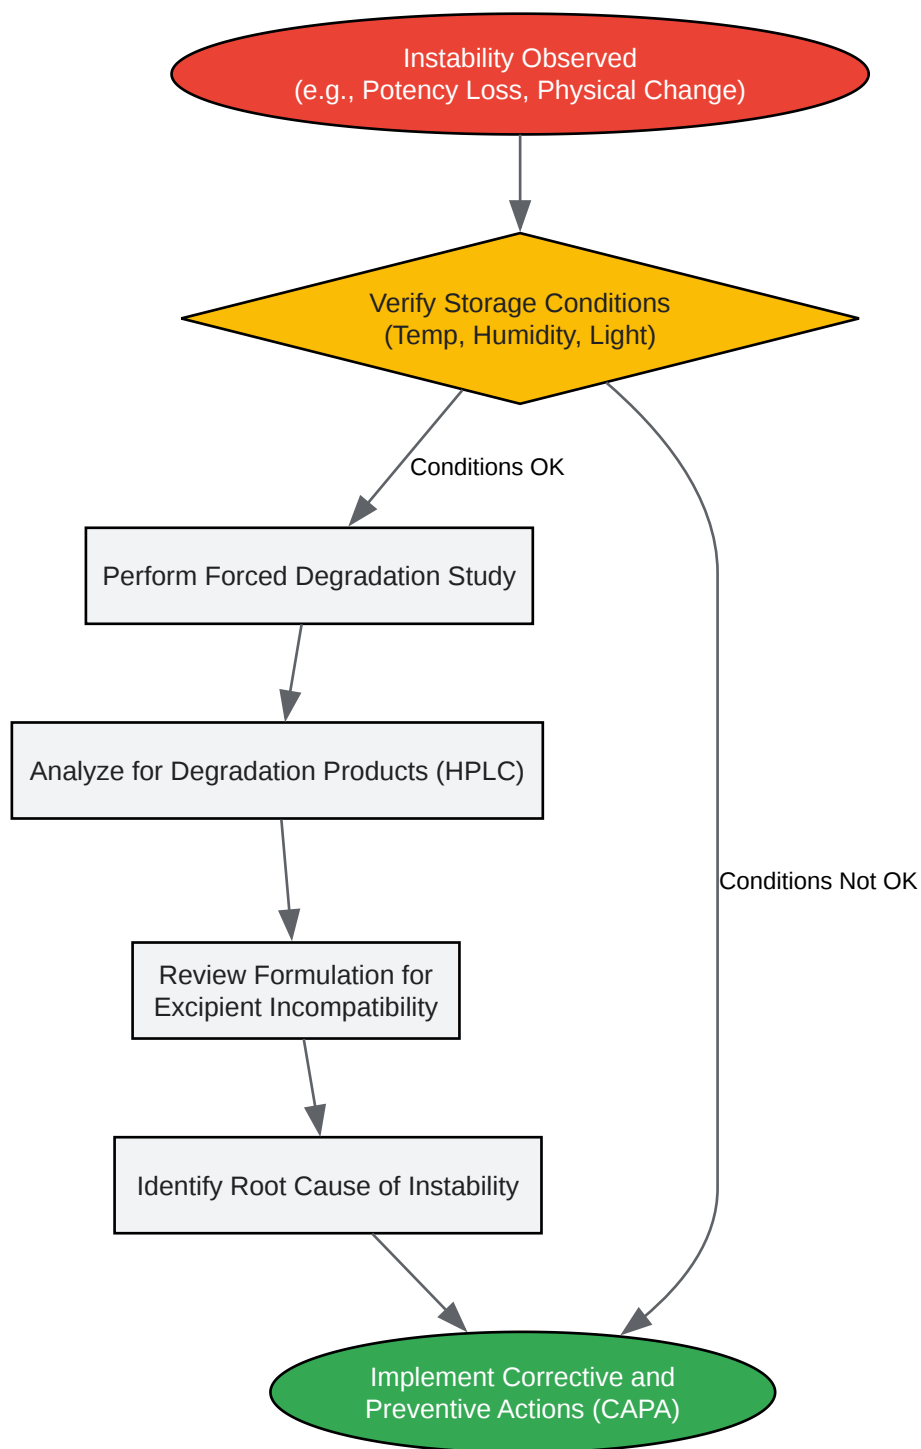 Instability Observed
(e.g., Potency Loss, Physical Change)
Verify Storage Conditions
(Temp, Humidity, Light)
Conditions OK
Perform Forced Degradation Study
Analyze for Degradation Products (HPLC)
Conditions Not OK
Review Formulation for
Excipient Incompatibility
Identify Root Cause of Instability
Implement Corrective and
Preventive Actions (CAPA)